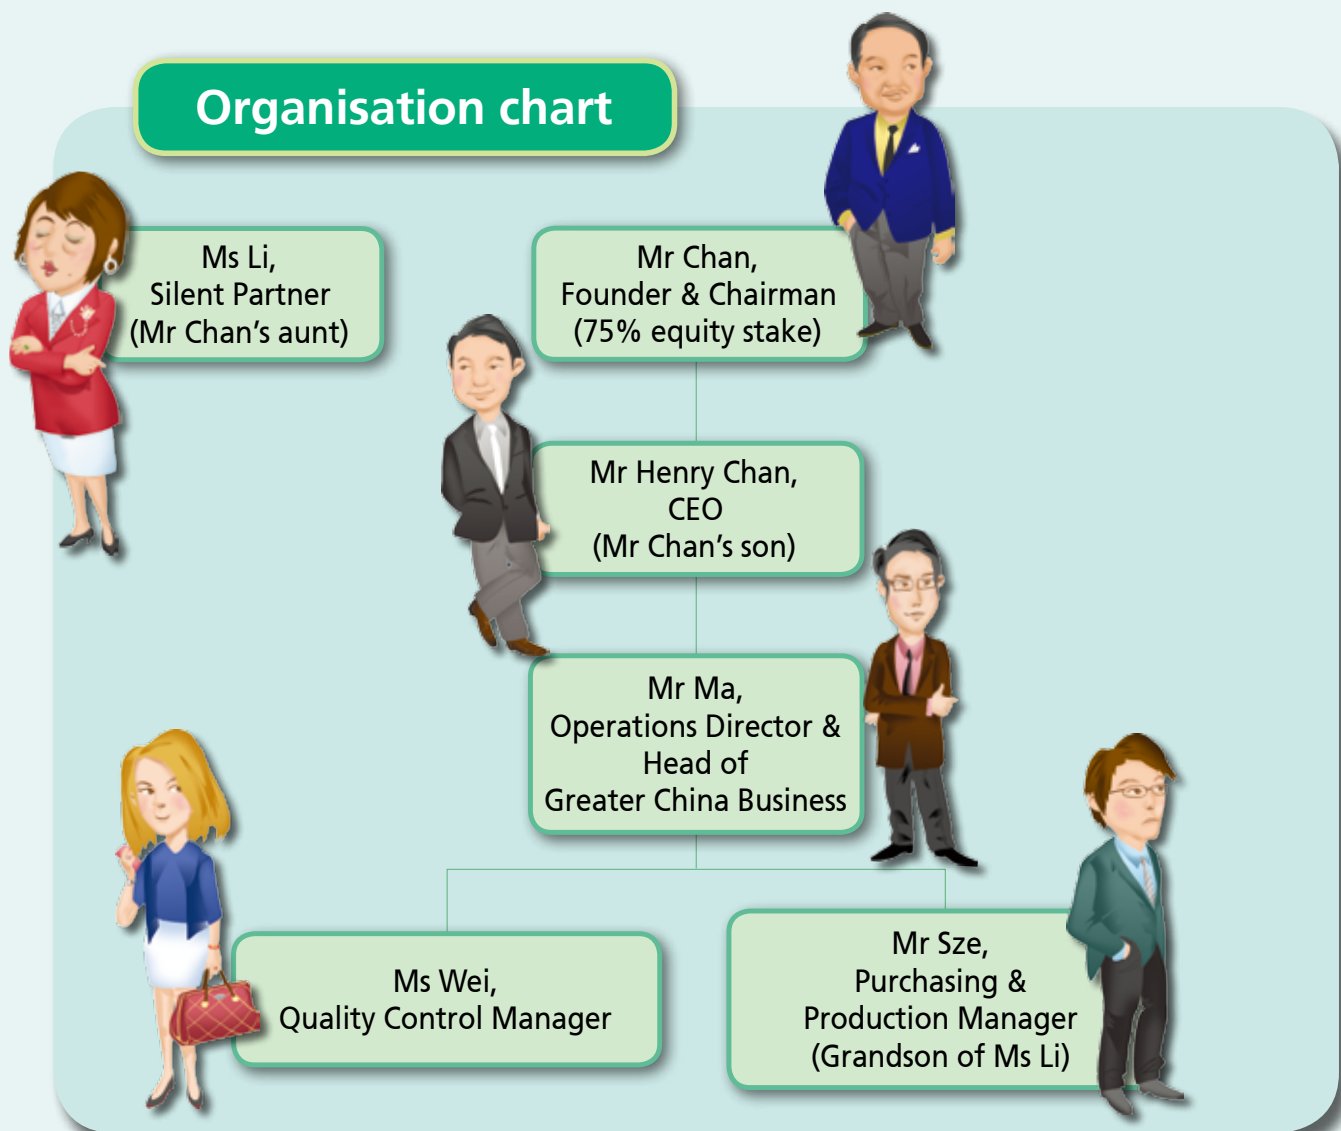 Organisation chart
Ms Li,
Silent Partner
(Mr Chan’s aunt)
Mr Chan,
Founder & Chairman
(75% equity stake)
Mr Henry Chan,
CEO
(Mr Chan’s son)
Mr Ma,
Operations Director &
Head of
Greater China Business
Ms Wei,
Quality Control Manager
Mr Sze,
Purchasing &
Production Manager
(Grandson of Ms Li)